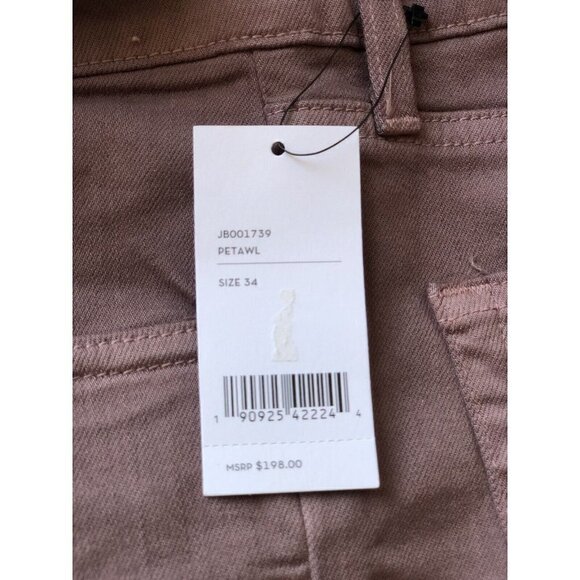 JB001739
PETAWL
SIZE 34
1 90925 42224 4
MSRP $198.00